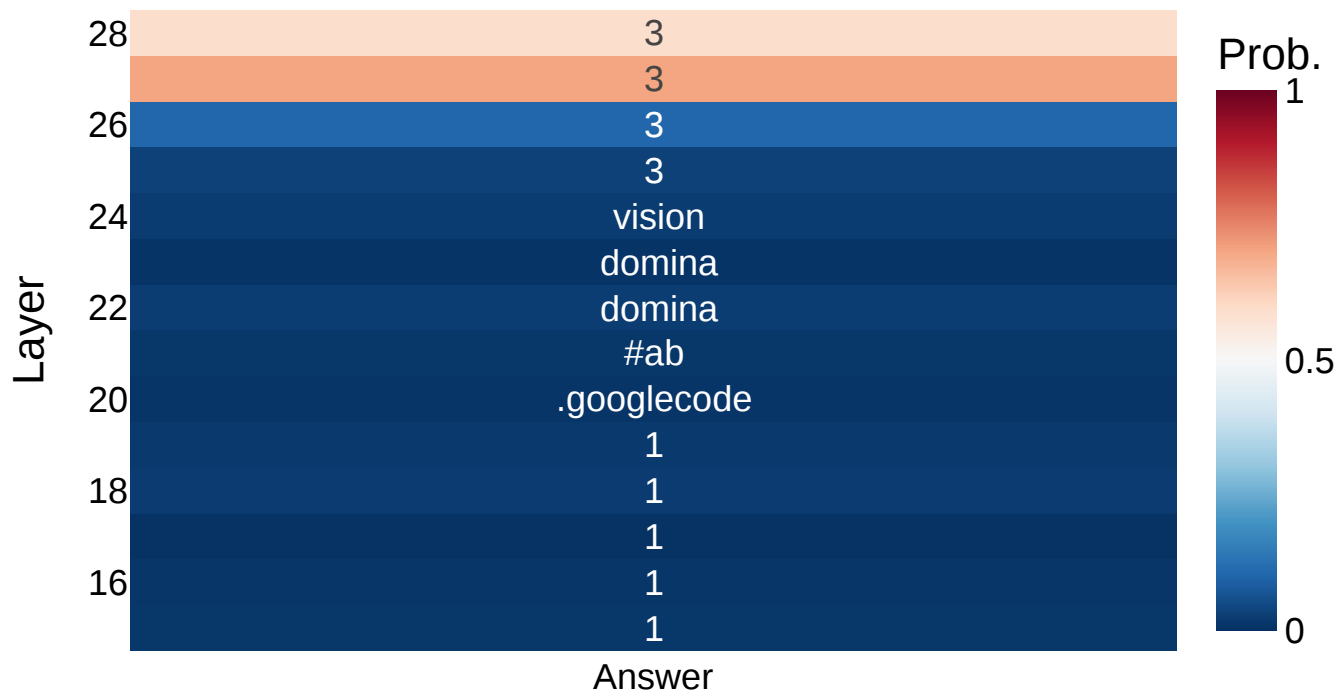 28 3
3
26 3
3
24 vision
domina
22 domina
#ab
20 .googlecode
1
18 1
1
16 1
1
Answer
Layer
Prob.
1
0.5
0